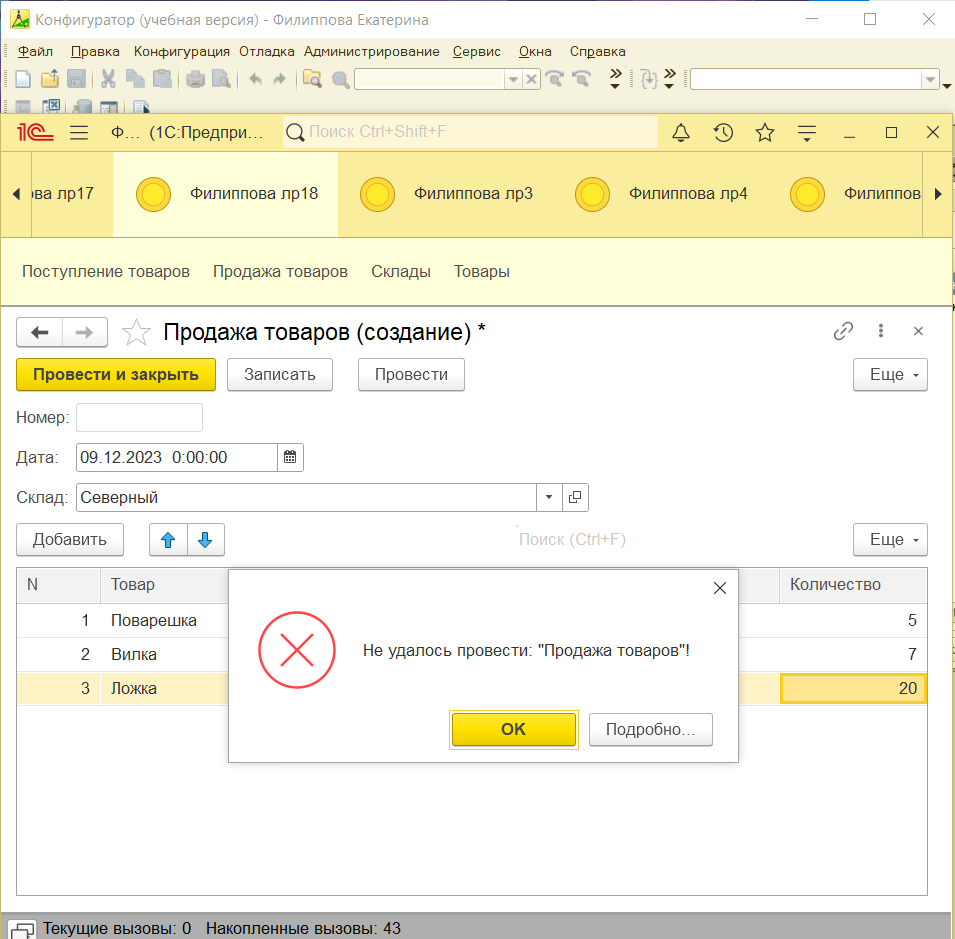 Конфигуратор (учебная версия) - Филиппова Екатерина
Файл Правка Конфигурация Отладка Администрирование Сервис Окна Справка
1С Ф... (1С:Предпри... Поиск Ctrl+Shift+F
ова лр17 Филиппова лр18 Филиппова лр3 Филиппова лр4 Филиппов
Поступление товаров Продажа товаров Склады Товары
Продажа товаров (создание) *
Провести и закрыть Записать Провести Еще
Номер:
Дата: 09.12.2023 0:00:00
Склад: Северный
Добавить Поиск (Ctrl+F) Еще
N Товар Количество
1 Поварешка 5
2 Вилка 7
3 Ложка 20
Не удалось провести: "Продажа товаров"!
ОК Подробно...
Текущие вызовы: 0 Накопленные вызовы: 43